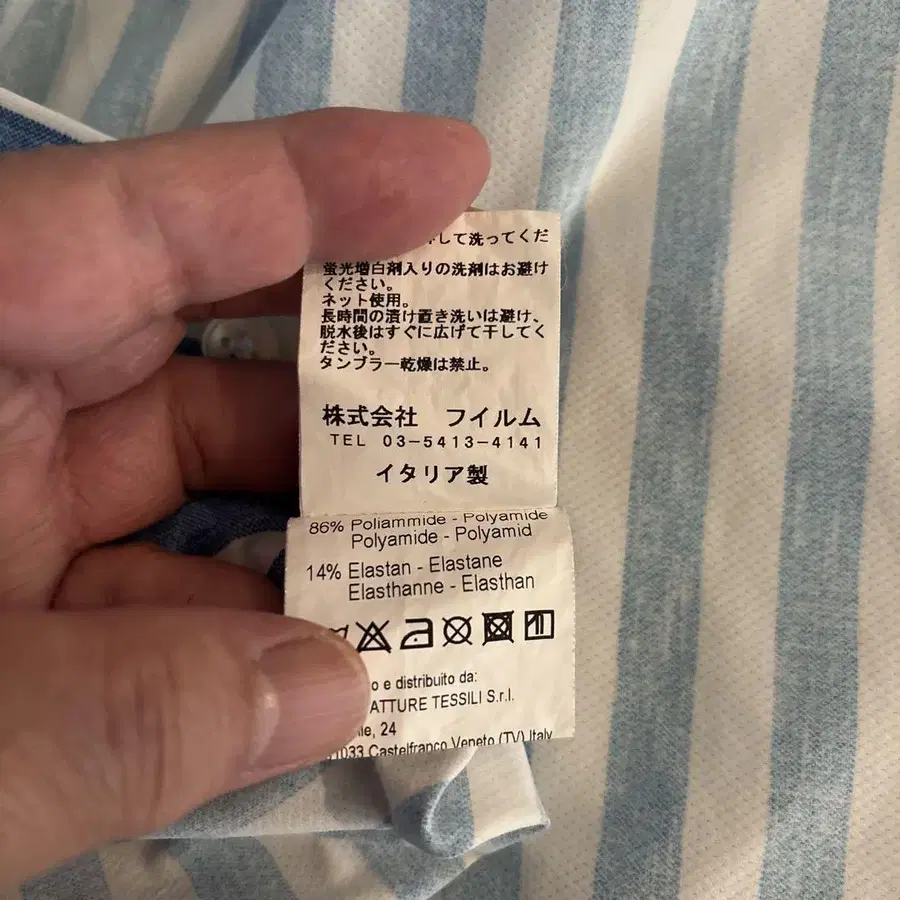 して洗ってくだ
蛍光増白剤入りの洗剤はお避け
ください。
ネット使用。
長時間の漬け置き洗いは避け、
脱水後はすぐに広げて干してく
ださい。
タンブラー乾燥は禁止。
株式会社 フイルム
TEL 03-5413-4141
イタリア製
86% Poliammide - Polyamide
Polyamide - Polyamid
14% Elastan - Elastane
Elasthanne - Elasthan
o e distribuito da:
ATTURE TESSILI S.r.l.
le, 24
1033 Castelfranco Veneto (TV) Italy